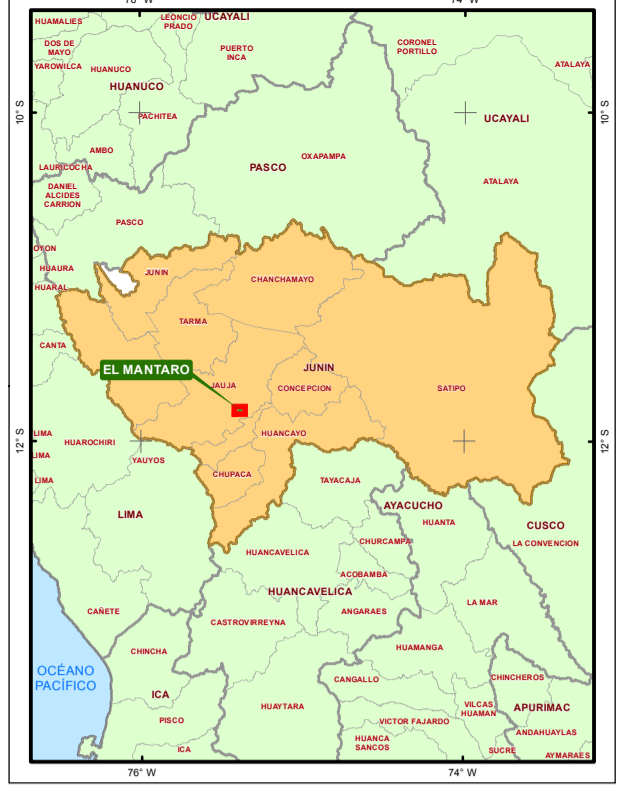 76° W
74° W
HUAMALIES
LEONCIO
PRADO
UCAYALI
DOS DE
MAYO
PUERTO
INCA
CORONEL
PORTILLO
YAROWILCA
HUANUCO
ATALAYA
HUANUCO
10° S
10° S
PACHITEA
UCAYALI
AMBO
OXAPAMPA
LAURICOCHA
PASCO
ATALAYA
DANIEL
ALCIDES
CARRION
PASCO
OYON
HUAURA
JUNIN
CHANCHAMAYO
HUARAL
TARMA
CANTA
EL MANTARO
JUNIN
JAUJA
CONCEPCION
SATIPO
LIMA
HUAROCHIRI
HUANCAYO
12° S
12° S
LIMA
YAUYOS
LIMA
CHUPACA
TAYACAJA
LIMA
AYACUCHO
HUANTA
CUSCO
CHURCAMPA
LA CONVENCION
HUANCAVELICA
ACOBAMBA
HUANCAVELICA
LA MAR
CAÑETE
ANGARAES
CASTROVIRREYNA
HUAMANGA
CHINCHA
OCÉANO
PACÍFICO
CANGALLO
CHINCHEROS
ICA
HUAYTARA
VILCAS
HUAMAN
APURIMAC
PISCO
VICTOR FAJARDO
ANDAHUAYLAS
HUANCA
SANCOS
ICA
SUCRE
AYMARAES
76° W
74° W